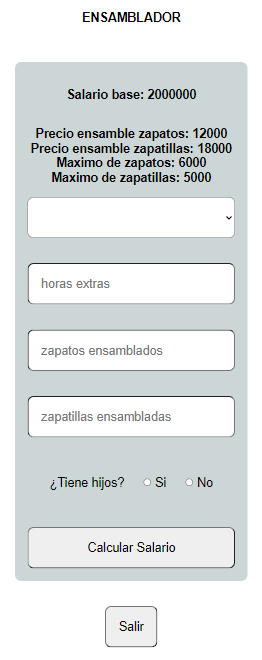 ENSAMBLADOR
Salario base: 2000000
Precio ensamble zapatos: 12000
Precio ensamble zapatillas: 18000
Maximo de zapatos: 6000
Maximo de zapatillas: 5000
horas extras
zapatos ensamblados
zapatillas ensambladas
¿Tiene hijos? Si No
Calcular Salario
Salir